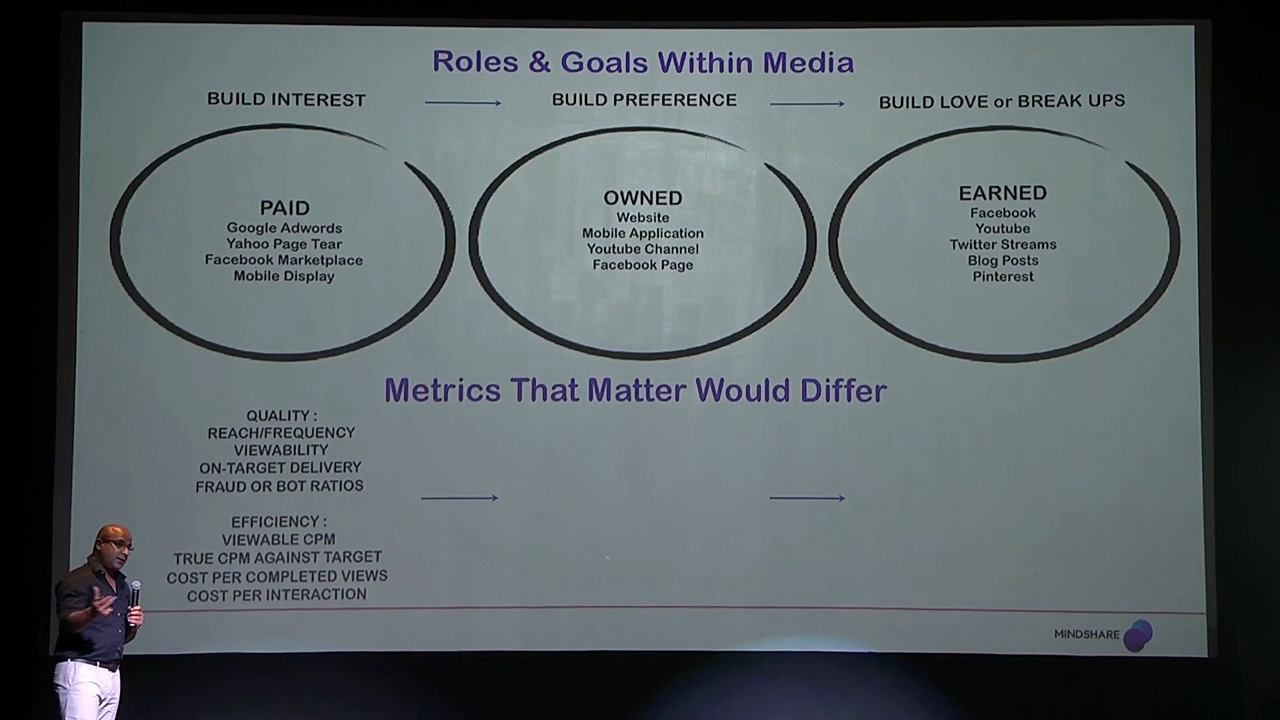 Roles & Goals Within Media
BUILD INTEREST
BUILD PREFERENCE
BUILD LOVE or BREAK UPS
PAID
Google Adwords
Yahoo Page Tear
Facebook Marketplace
Mobile Display
OWNED
Website
Mobile Application
Youtube Channel
Facebook Page
EARNED
Facebook
Youtube
Twitter Streams
Blog Posts
Pinterest
Metrics That Matter Would Differ
QUALITY :
REACH/FREQUENCY
VIEWABILITY
ON-TARGET DELIVERY
FRAUD OR BOT RATIOS
EFFICIENCY :
VIEWABLE CPM
TRUE CPM AGAINST TARGET
COST PER COMPLETED VIEWS
COST PER INTERACTION
MINDSHARE